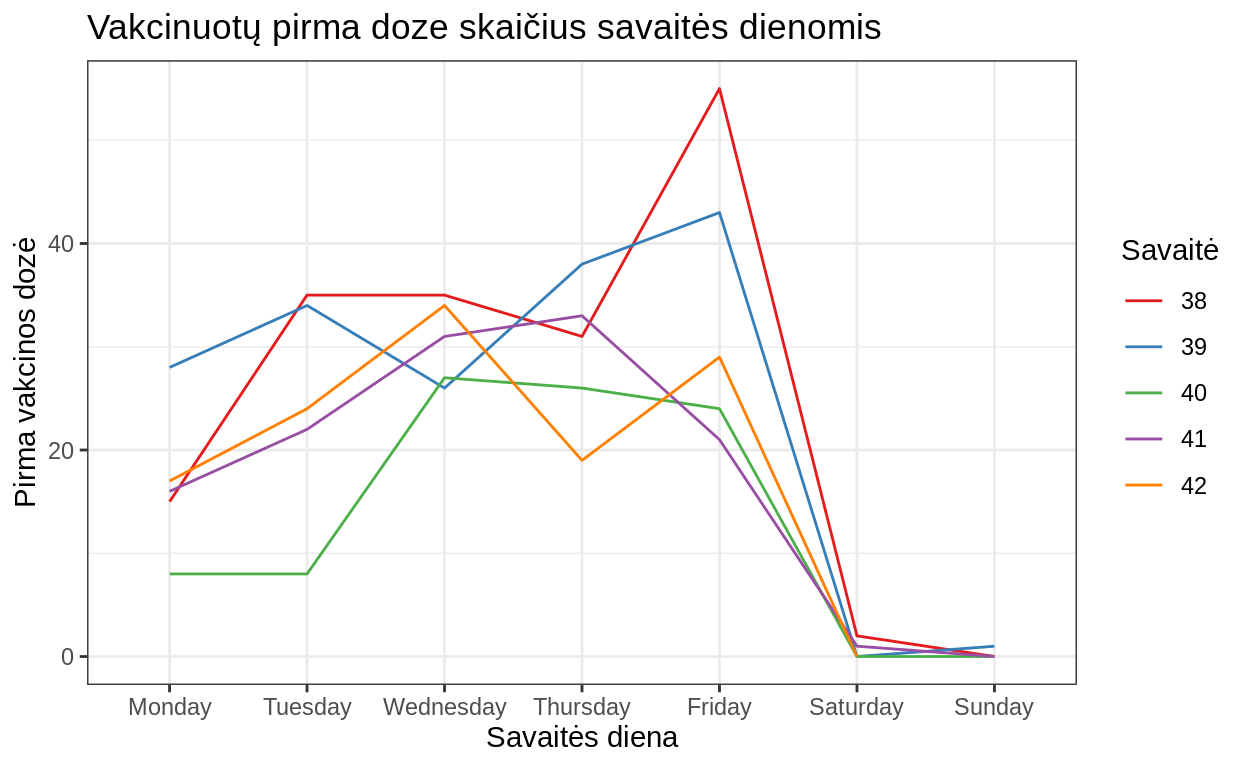 Vakcinuotų pirma doze skaičius savaitės dienomis
Pirma vakcinos dozė
40
20
0
Monday Tuesday Wednesday Thursday Friday Saturday Sunday
Savaitės diena
Savaitė
38
39
40
41
42